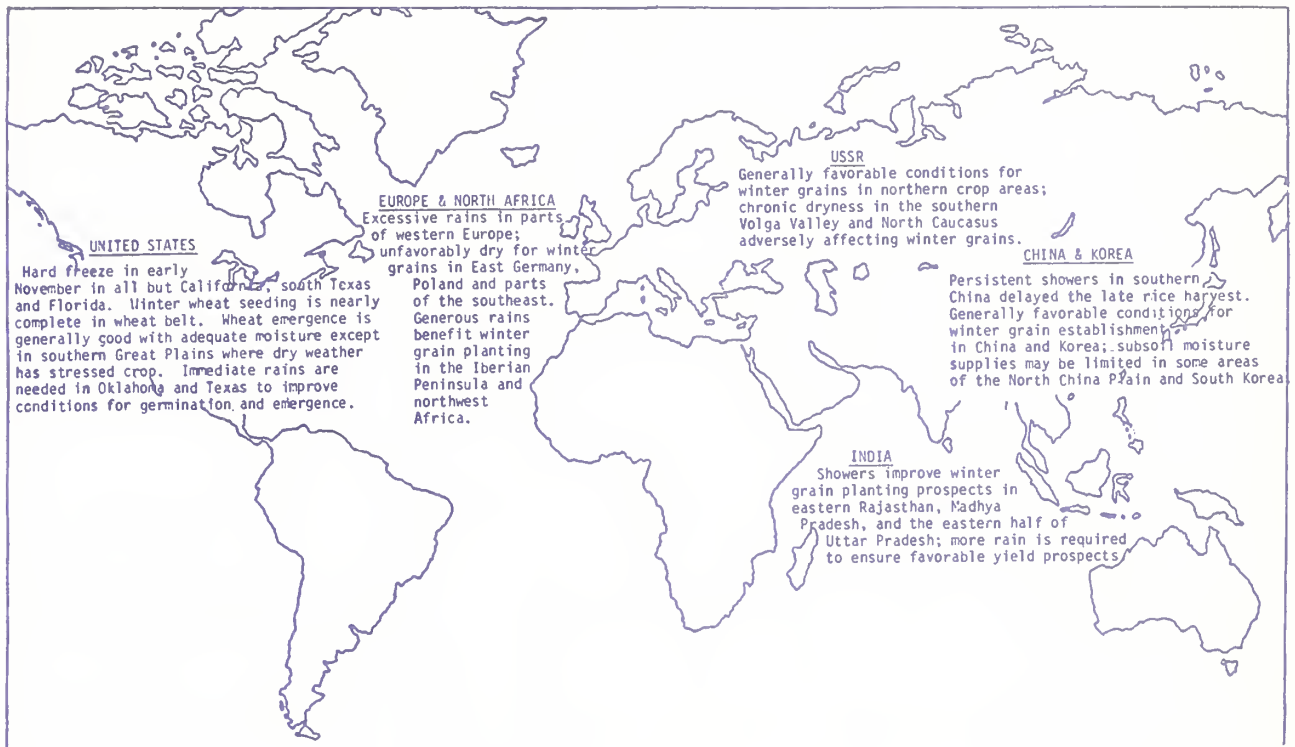 UNITED STATES
Hard freeze in early
November in all but California, south Texas
and Florida. Winter wheat seeding is nearly
complete in wheat belt. Wheat emergence is
generally good with adequate moisture except
in southern Great Plains where dry weather
has stressed crop. Immediate rains are
needed in Oklahoma and Texas to improve
conditions for germination and emergence.
EUROPE & NORTH AFRICA
Excessive rains in parts
of western Europe;
unfavorably dry for winter
grains in East Germany,
Poland and parts
of the southeast.
Generous rains
benefit winter
grain planting
in the Iberian
Peninsula and
northwest
Africa.
USSR
Generally favorable conditions for
winter grains in northern crop areas;
chronic dryness in the southern
Volga Valley and North Caucasus
adversely affecting winter grains.
CHINA & KOREA
Persistent showers in southern
China delayed the late rice harvest.
Generally favorable conditions for
winter grain establishment
in China and Korea; subsoil moisture
supplies may be limited in some areas
of the North China Plain and South Korea
INDIA
Showers improve winter
grain planting prospects in
eastern Rajasthan, Madhya
Pradesh, and the eastern half of
Uttar Pradesh; more rain is required
to ensure favorable yield prospects